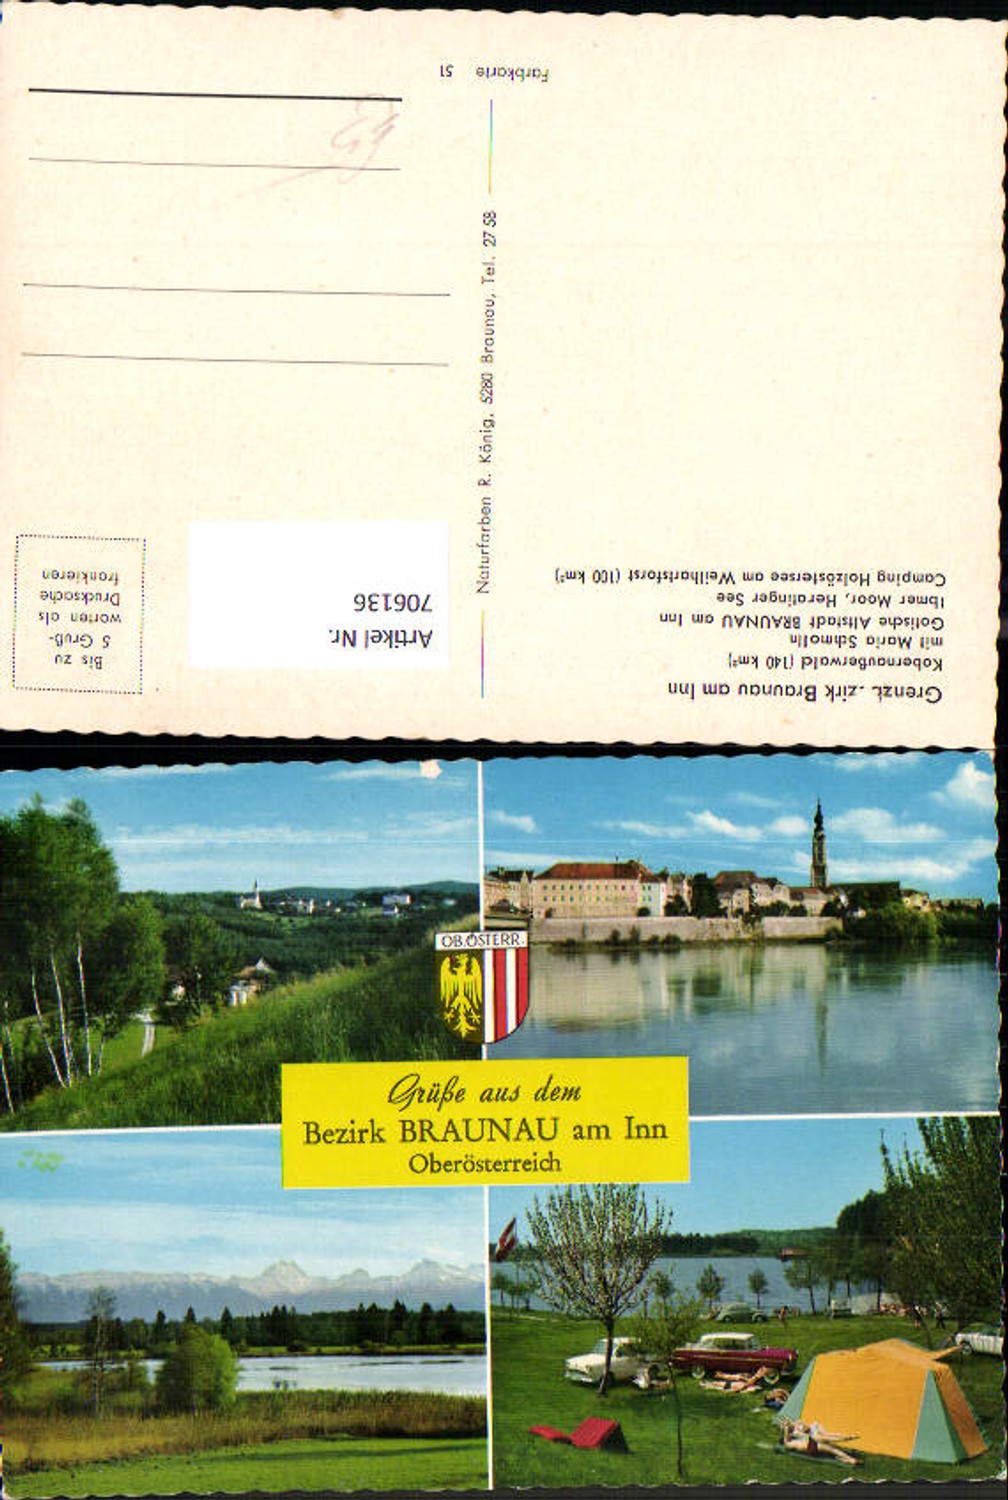 Farbkarie 51
Naturfarben R. König, 5280 Braunau, Tel. 27 58
Grenzl. .zirk Braunau am Inn
Kobernaußerwald (140 km²)
mit Maria Schmolln
Gotische Altstadt BRAUNAU am Inn
Ibmer Moor, Heratinger See
Camping Holzöstersee am Weilhartsforst (100 km²)
Artikel Nr.
706136
Bis zu
5 Gruß-
worten als
Drucksache
frankieren
OB.ÖSTERR.
Grüße aus dem
Bezirk BRAUNAU am Inn
Oberösterreich